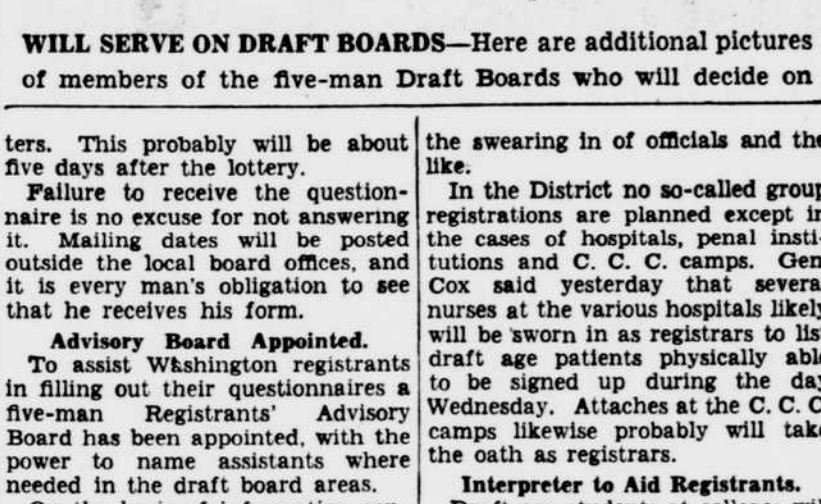 WILL SERVE ON DRAFT BOARDS—Here are additional pictures
of members of the five-man Draft Boards who will decide on
ters. This probably will be about
five days after the lottery.
Failure to receive the question-
naire is no excuse for not answering
it. Mailing dates will be posted
outside the local board offices, and
it is every man's obligation to see
that he receives his form.
Advisory Board Appointed.
To assist Washington registrants
in filling out their questionnaires a
five-man Registrants' Advisory
Board has been appointed, with the
power to name assistants where
needed in the draft board areas.
the swearing in of officials and the
like.
In the District no so-called group
registrations are planned except in
the cases of hospitals, penal insti-
tutions and C. C. C. camps. Gen
Cox said yesterday that several
nurses at the various hospitals likely
will be sworn in as registrars to lis
draft age patients physically able
to be signed up during the day
Wednesday. Attaches at the C. C. C
camps likewise probably will take
the oath as registrars.
Interpreter to Aid Registrants.